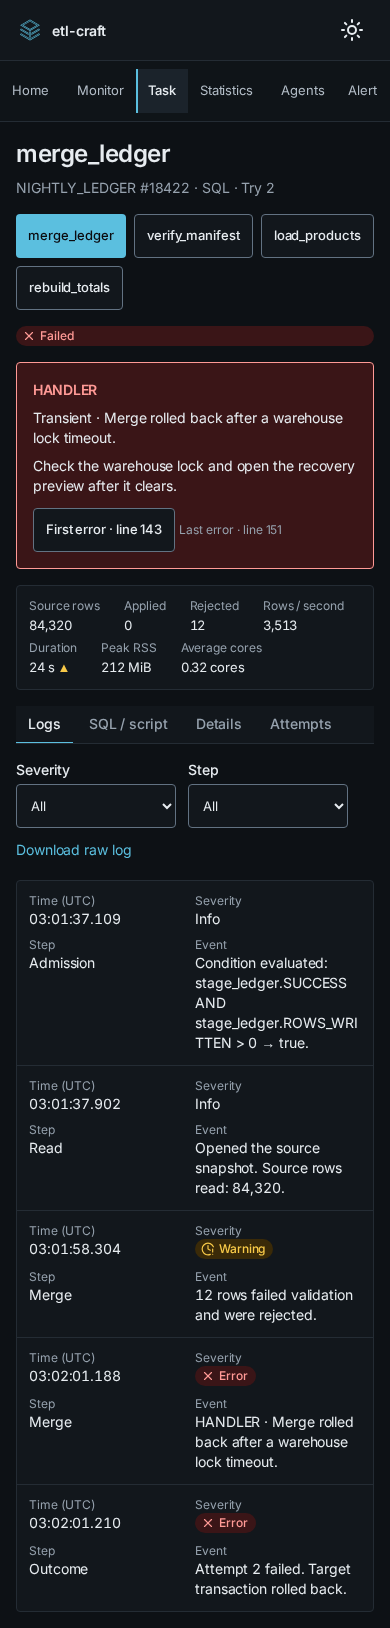 etl-craft
Home Monitor Task Statistics Agents Alert
merge_ledger
NIGHTLY_LEDGER #18422 · SQL · Try 2
merge_ledger verify_manifest load_products
rebuild_totals
Failed
HANDLER
Transient · Merge rolled back after a warehouse
lock timeout.
Check the warehouse lock and open the recovery
preview after it clears.
First error · line 143 Last error · line 151
Source rows Applied Rejected Rows / second
84,320 0 12 3,513
Duration Peak RSS Average cores
24 s ▲ 212 MiB 0.32 cores
Logs SQL / script Details Attempts
Severity Step
All All
Download raw log
Time (UTC) Severity
03:01:37.109 Info
Step Event
Admission Condition evaluated:
stage_ledger.SUCCESS
AND
stage_ledger.ROWS_WRI
TTEN > 0 → true.
Time (UTC) Severity
03:01:37.902 Info
Step Event
Read Opened the source
snapshot. Source rows
read: 84,320.
Time (UTC) Severity
03:01:58.304 Warning
Step Event
Merge 12 rows failed validation
and were rejected.
Time (UTC) Severity
03:02:01.188 Error
Step Event
Merge HANDLER · Merge rolled
back after a warehouse
lock timeout.
Time (UTC) Severity
03:02:01.210 Error
Step Event
Outcome Attempt 2 failed. Target
transaction rolled back.